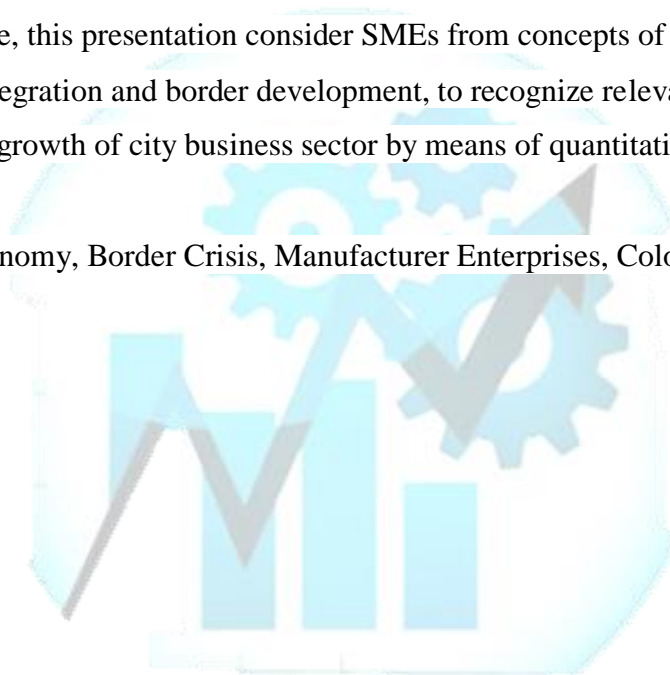 e, this presentation consider SMEs from concepts of
egration and border development, to recognize releva
growth of city business sector by means of quantitati
nomy, Border Crisis, Manufacturer Enterprises, Colo